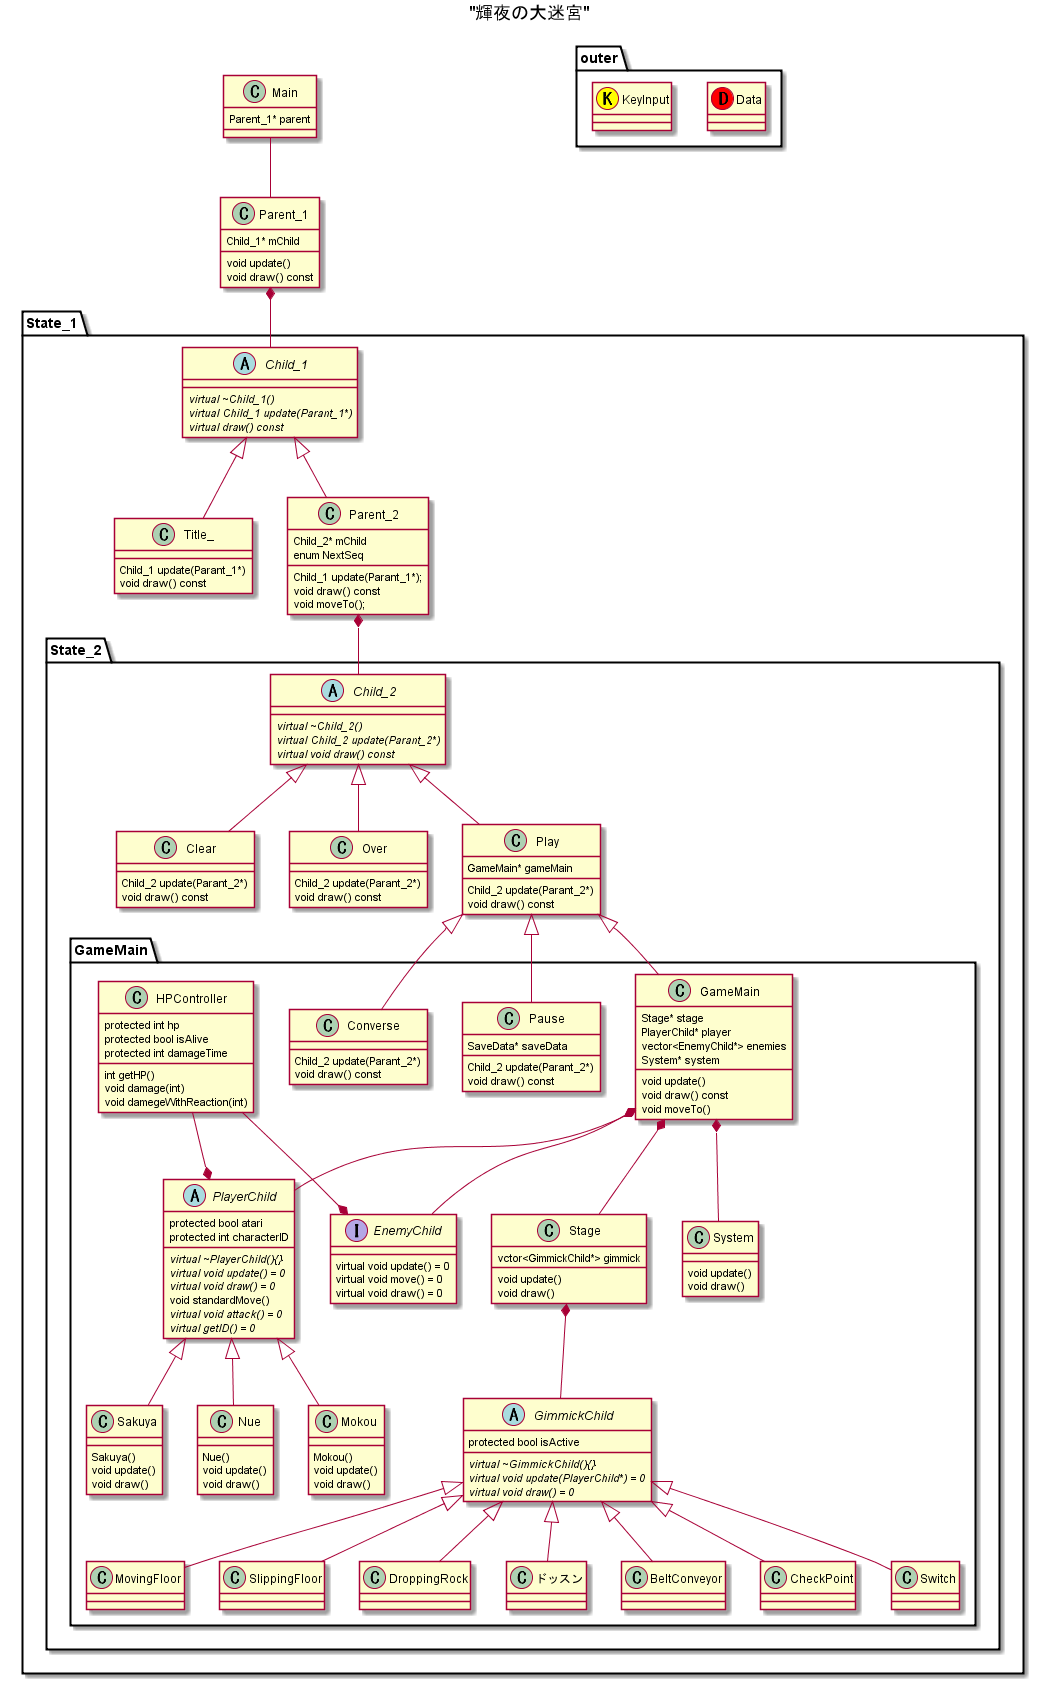 "輝夜の大迷宮"
outer
K KeyInput
D Data
C Main
Parent_1* parent
C Parent_1
Child_1* mChild
void update()
void draw() const
State_1
A Child_1
virtual ~Child_1()
virtual Child_1 update(Parant_1*)
virtual draw() const
C Title_
Child_1 update(Parant_1*)
void draw() const
C Parent_2
Child_2* mChild
enum NextSeq
Child_1 update(Parant_1*);
void draw() const
void moveTo();
State_2
A Child_2
virtual ~Child_2()
virtual Child_2 update(Parant_2*)
virtual void draw() const
C Clear
Child_2 update(Parant_2*)
void draw() const
C Over
Child_2 update(Parant_2*)
void draw() const
C Play
GameMain* gameMain
Child_2 update(Parant_2*)
void draw() const
GameMain
C HPController
protected int hp
protected bool isAlive
protected int damageTime
int getHP()
void damage(int)
void damegeWithReaction(int)
C Converse
Child_2 update(Parant_2*)
void draw() const
C Pause
SaveData* saveData
Child_2 update(Parant_2*)
void draw() const
C GameMain
Stage* stage
PlayerChild* player
vector<EnemyChild*> enemies
System* system
void update()
void draw() const
void moveTo()
A PlayerChild
protected bool atari
protected int characterID
virtual ~PlayerChild(){}
virtual void update() = 0
virtual void draw() = 0
void standardMove()
virtual void attack() = 0
virtual getID() = 0
I EnemyChild
virtual void update() = 0
virtual void move() = 0
virtual void draw() = 0
C Stage
vctor<GimmickChild*> gimmick
void update()
void draw()
C System
void update()
void draw()
C Sakuya
Sakuya()
void update()
void draw()
C Nue
Nue()
void update()
void draw()
C Mokou
Mokou()
void update()
void draw()
A GimmickChild
protected bool isActive
virtual ~GimmickChild(){}
virtual void update(PlayerChild*) = 0
virtual void draw() = 0
C MovingFloor
C SlippingFloor
C DroppingRock
C ドッスン
C BeltConveyor
C CheckPoint
C Switch